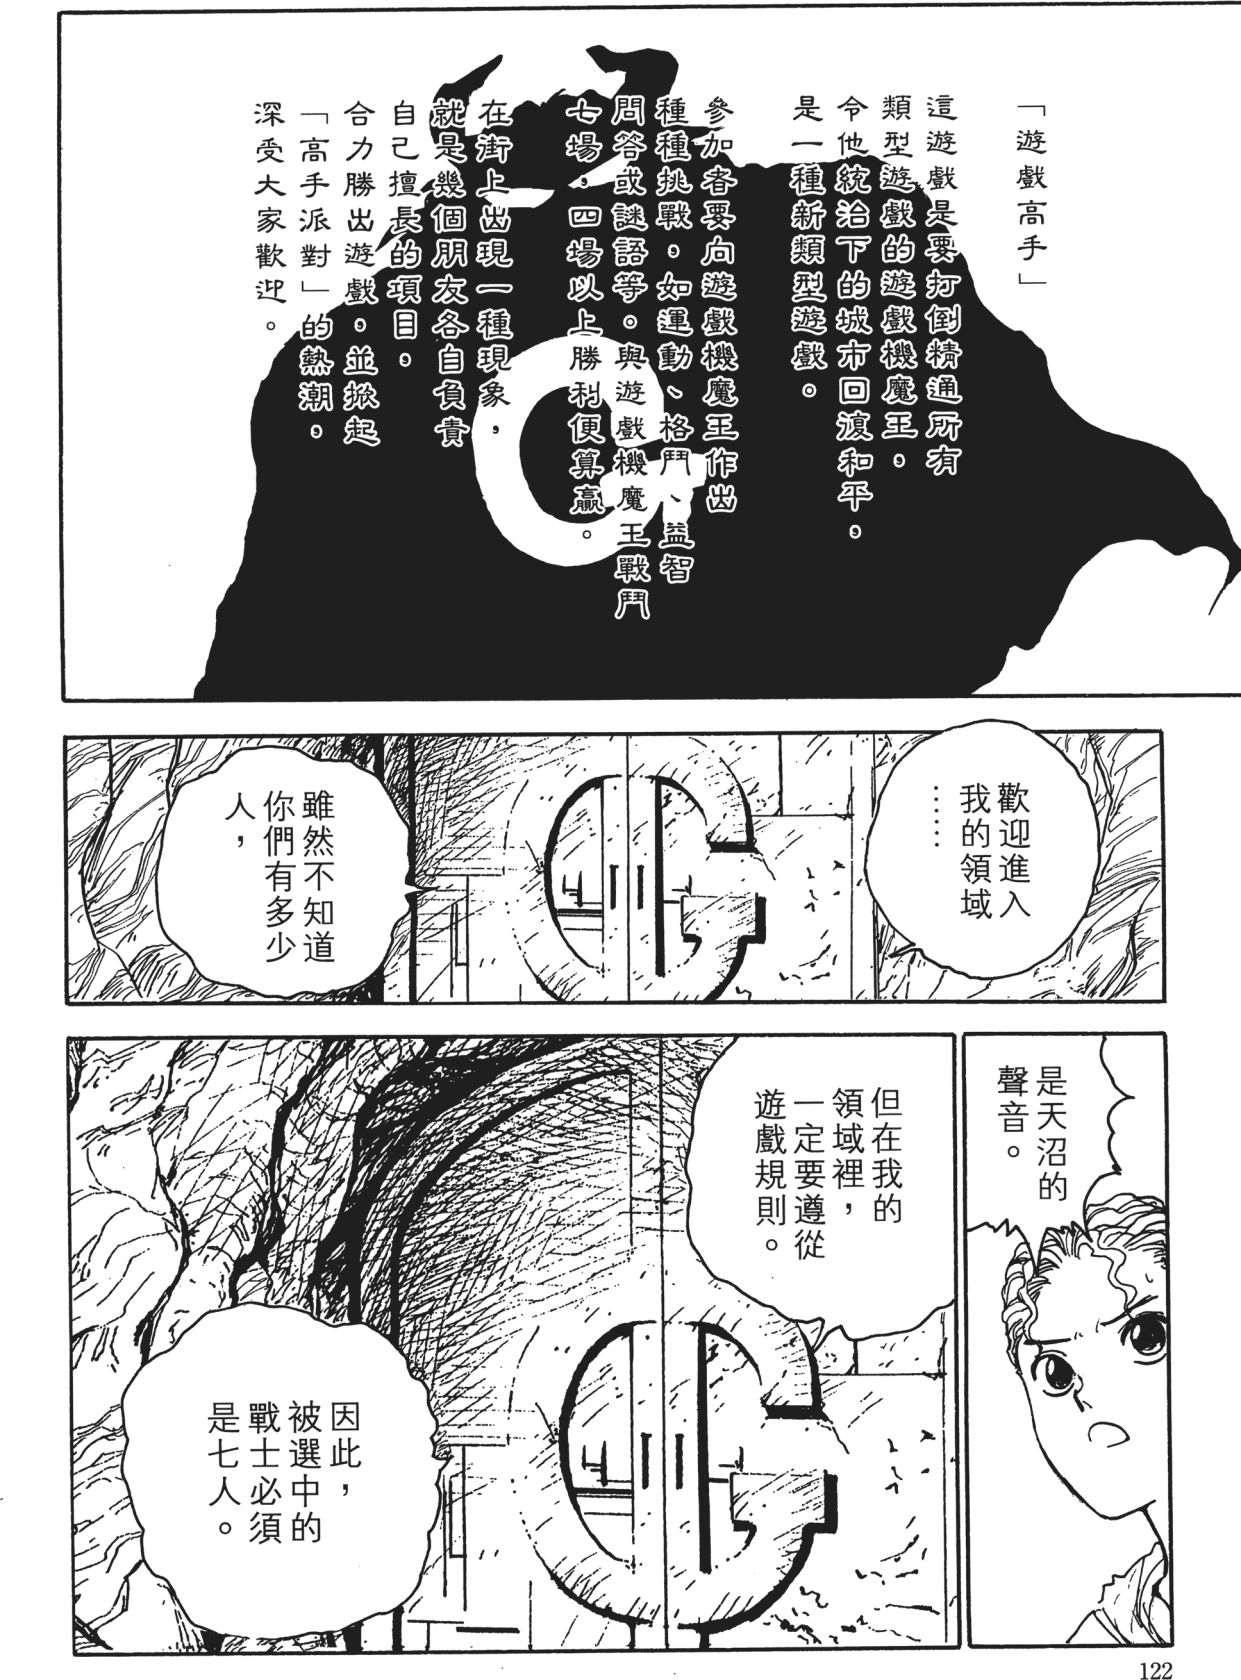 「遊戲高手」
這遊戲是要打倒精通所有
類型遊戲的遊戲機魔王。
令他統治下的城市回復和平。
是一種新類型遊戲。
參加者要向遊戲機魔王作出
種種挑戰。如運動、格鬥、益智
問答或謎語等。與遊戲機魔王戰鬥
七場，四場以上勝利便算贏。
在街上出現一種現象，
就是幾個朋友各自負責
自己擅長的項目。
合力勝出遊戲。並掀起
「高手派對」的熱潮。
深受大家歡迎。
歡迎進入
我的領域
……
雖然不知道
你們有多少
人，
是天沼的
聲音。
但在我的
領域裡，
一定要遵從
遊戲規則。
因此，
被選中的
戰士必須
是七人。
122